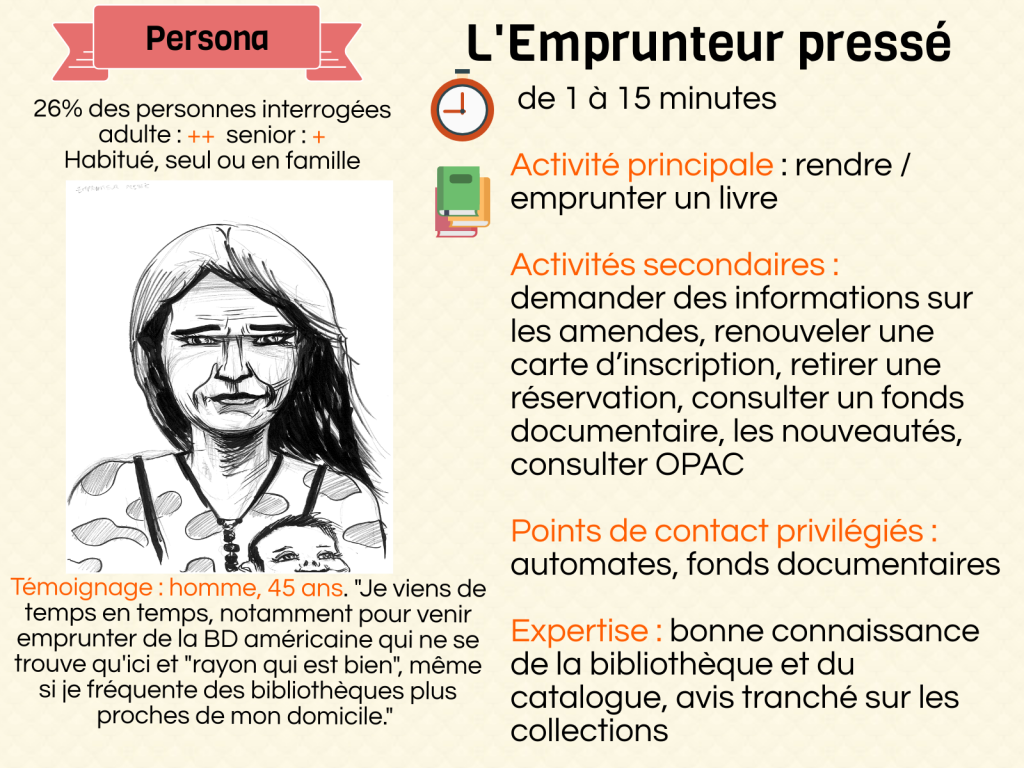 Persona
26% des personnes interrogées
adulte : ++ senior : +
Habitué, seul ou en famille
Témoignage : homme, 45 ans. "Je viens de
temps en temps, notamment pour venir
emprunter de la BD américaine qui ne se
trouve qu'ici et "rayon qui est bien", même
si je fréquente des bibliothèques plus
proches de mon domicile."
L'Emprunteur pressé
de 1 à 15 minutes
Activité principale : rendre /
emprunter un livre
Activités secondaires :
demander des informations sur
les amendes, renouveler une
carte d’inscription, retirer une
réservation, consulter un fonds
documentaire, les nouveautés,
consulter OPAC
Points de contact privilégiés :
automates, fonds documentaires
Expertise : bonne connaissance
de la bibliothèque et du
catalogue, avis tranché sur les
collections